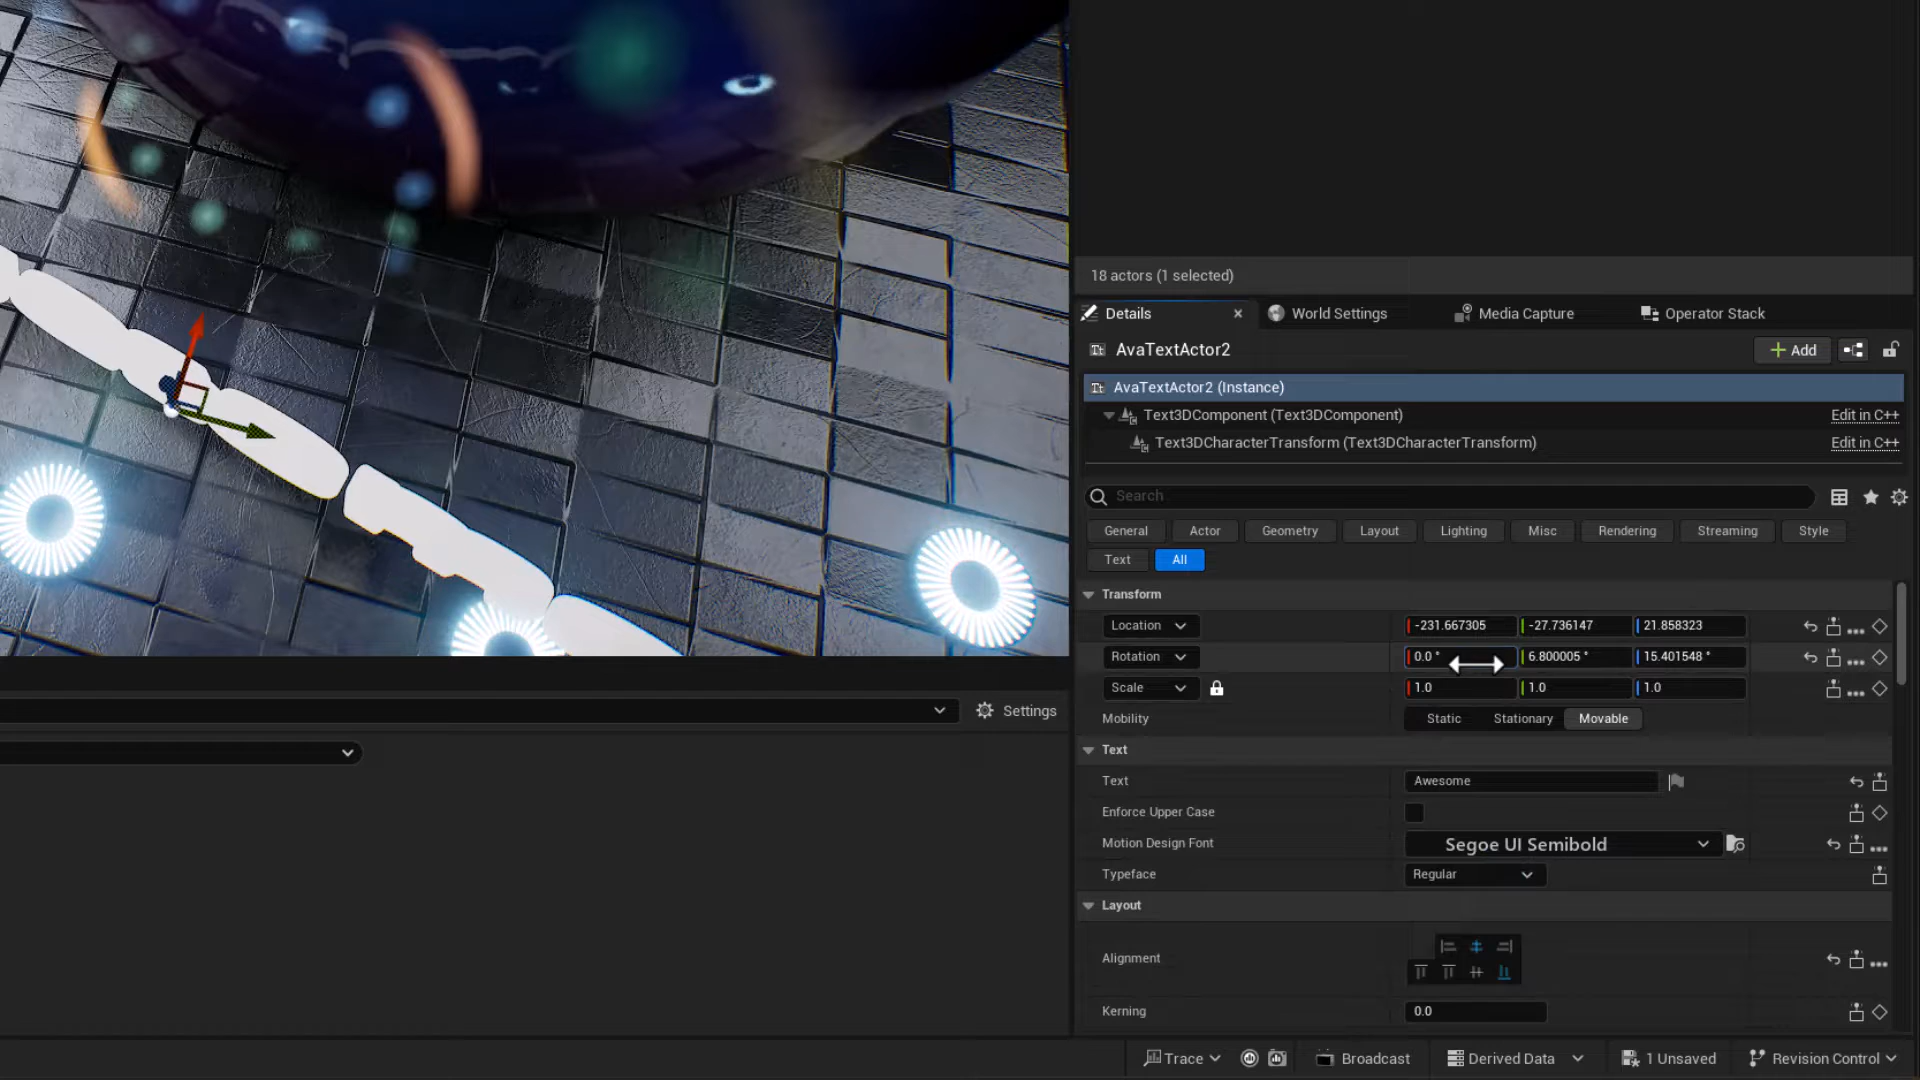 18 actors (1 selected)
Details
World Settings
Media Capture
Operator Stack
AvaTextActor2
Add
AvaTextActor2 (Instance)
Text3DComponent (Text3DComponent)
Edit in C++
Text3DCharacterTransform (Text3DCharacterTransform)
Edit in C++
Search
General
Actor
Geometry
Layout
Lighting
Misc
Rendering
Streaming
Style
Text
All
Transform
Location
-231.667305
-27.736147
21.858323
Rotation
0.0 °
6.800005 °
15.401548 °
Scale
1.0
1.0
1.0
Settings
Mobility
Static
Stationary
Movable
Text
Text
Awesome
Enforce Upper Case
Motion Design Font
Segoe UI Semibold
Typeface
Regular
Layout
Alignment
Kerning
0.0
Trace
Broadcast
Derived Data
1 Unsaved
Revision Control